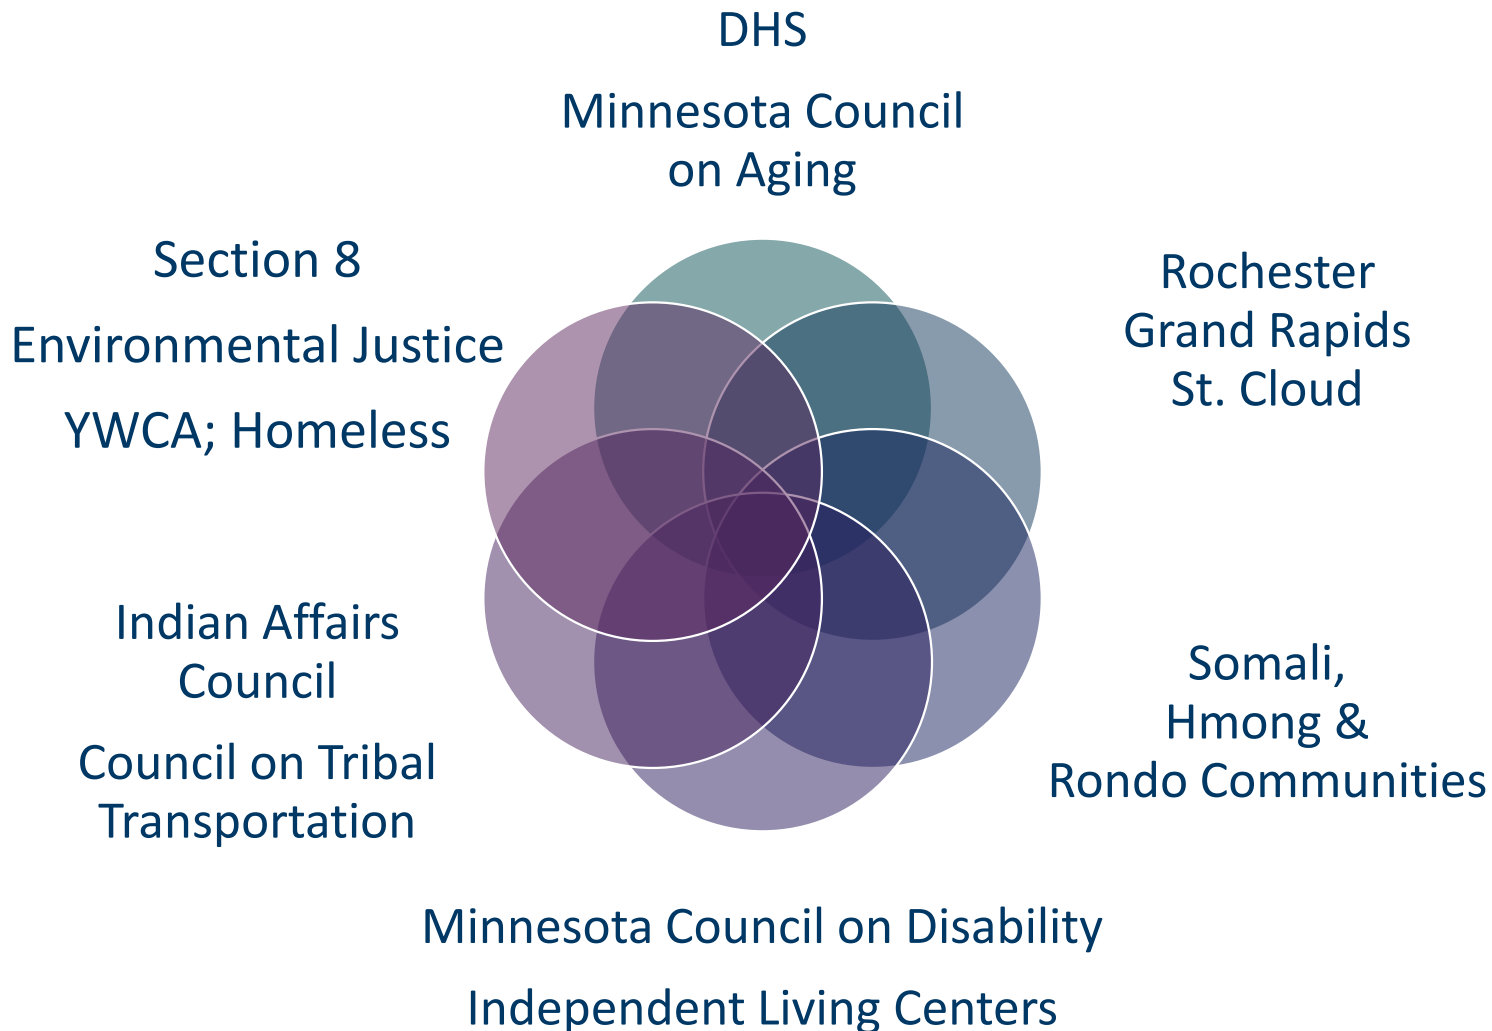 DHS
Minnesota Council
on Aging
Section 8
Environmental Justice
YWCA; Homeless
Rochester
Grand Rapids
St. Cloud
Indian Affairs
Council
Council on Tribal
Transportation
Somali,
Hmong &
Rondo Communities
Minnesota Council on Disability
Independent Living Centers